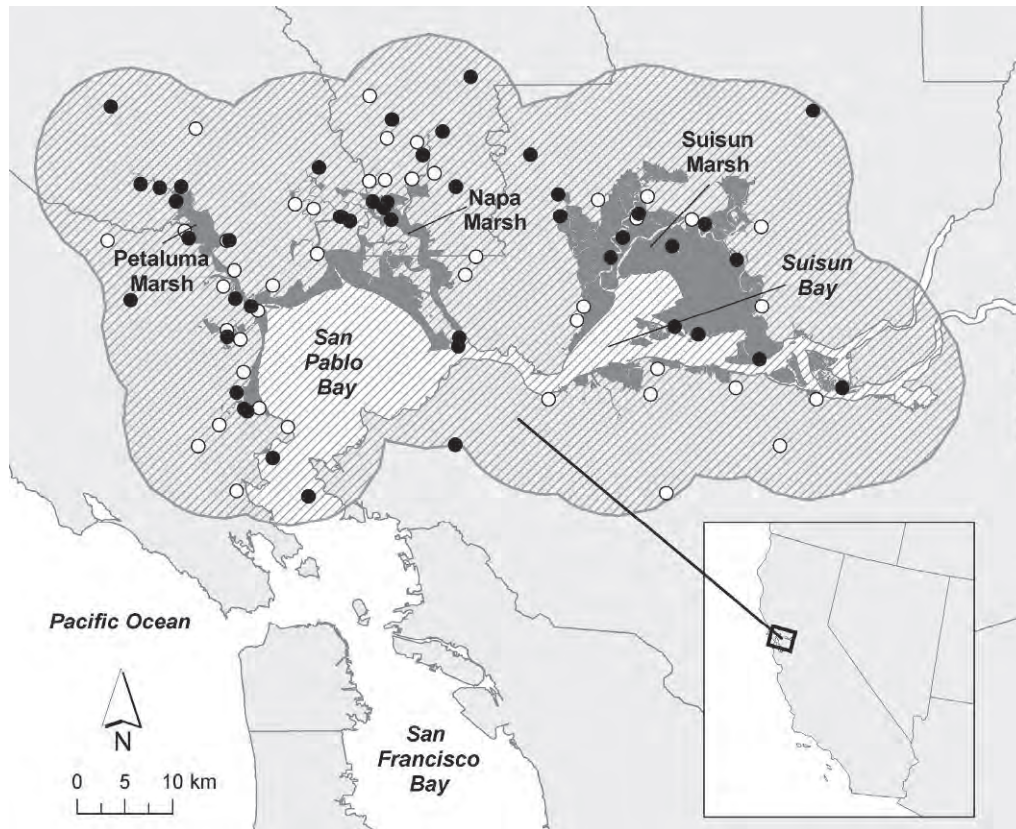 Suisun
Marsh
Napa
Marsh
Petaluma
Marsh
Suisun
Bay
San
Pablo
Bay
Pacific Ocean
N
San
Francisco
Bay
0 5 10 km